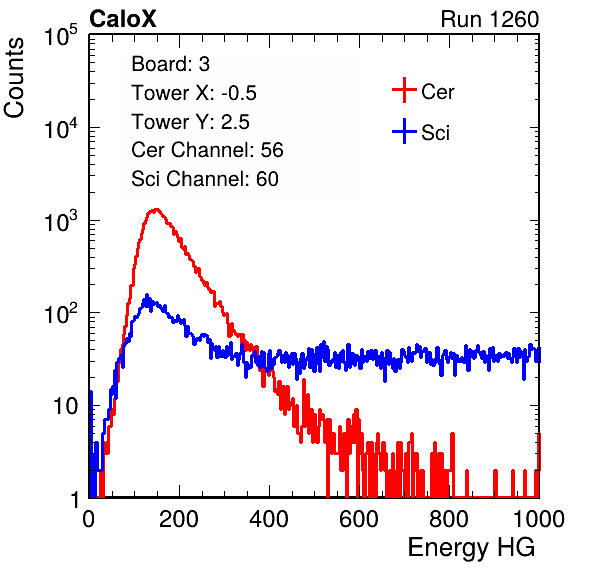 CaloX Run 1260
Counts
10^5
10^4
10^3
10^2
10
1
Board: 3
Tower X: -0.5
Tower Y: 2.5
Cer Channel: 56
Sci Channel: 60
Cer
Sci
0 200 400 600 800 1000
Energy HG